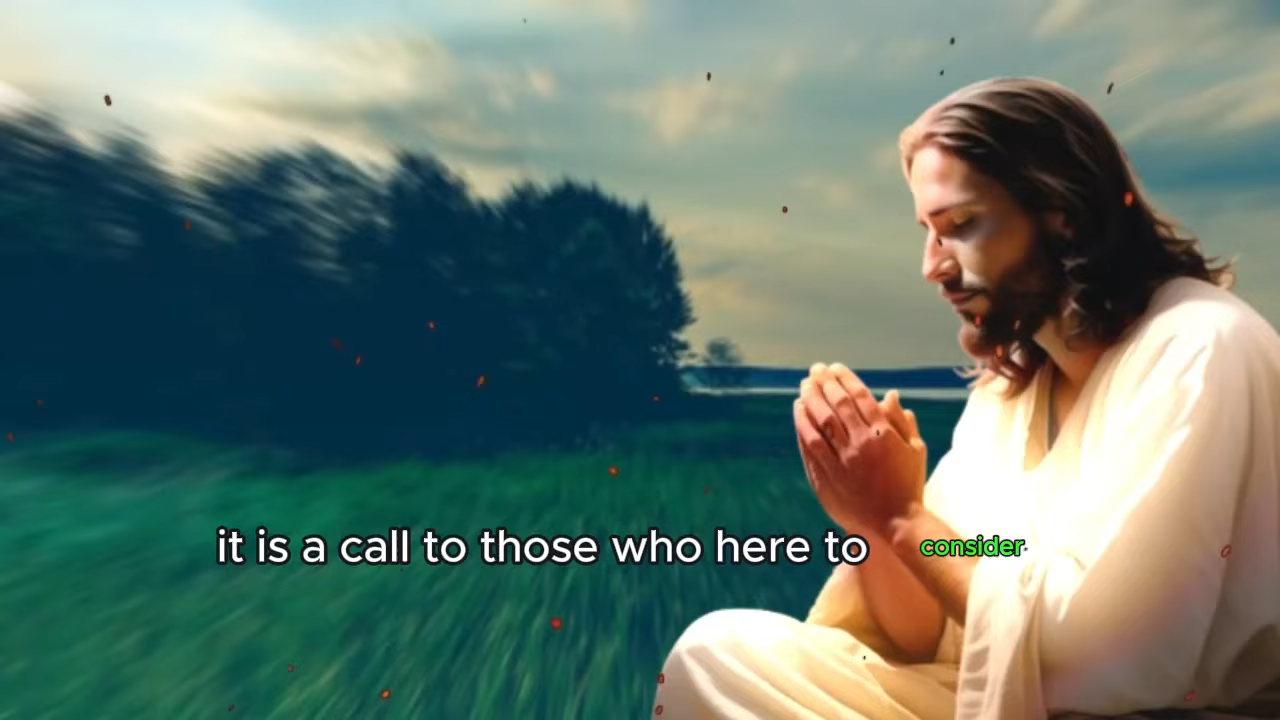 it is a call to those who here to consider